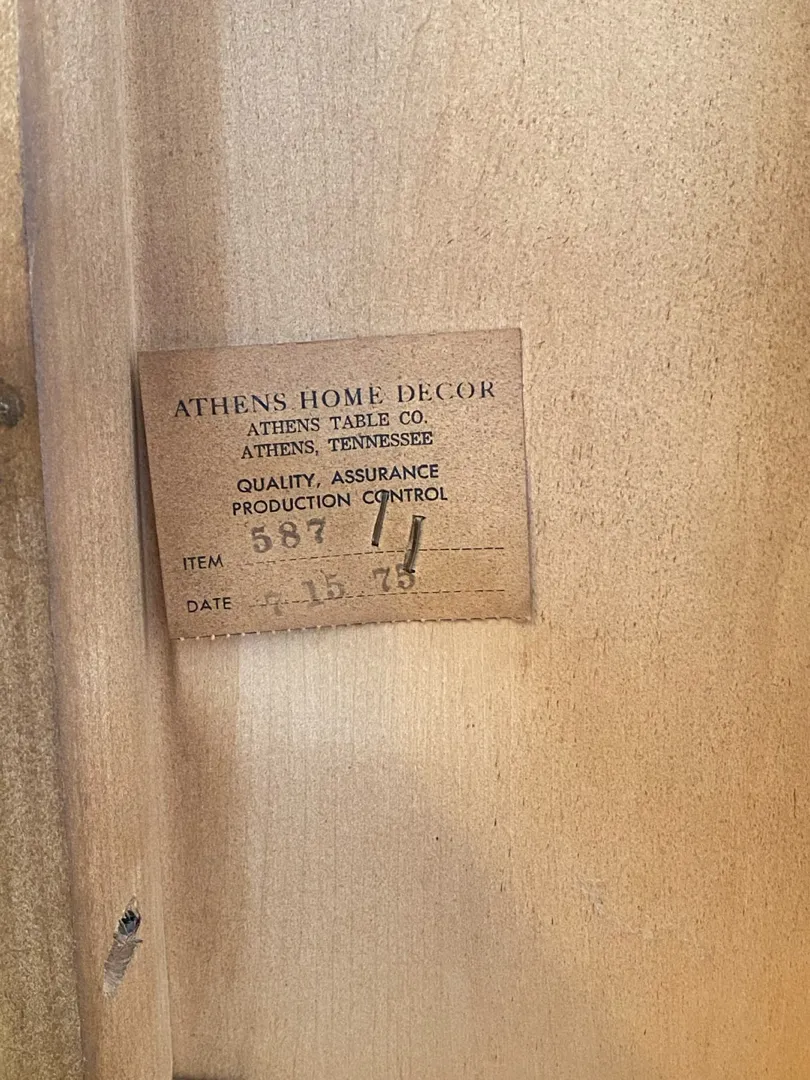 ATHENS HOME DECOR
ATHENS TABLE CO.
ATHENS, TENNESSEE
QUALITY, ASSURANCE
PRODUCTION CONTROL
ITEM 587
DATE 7 15 75